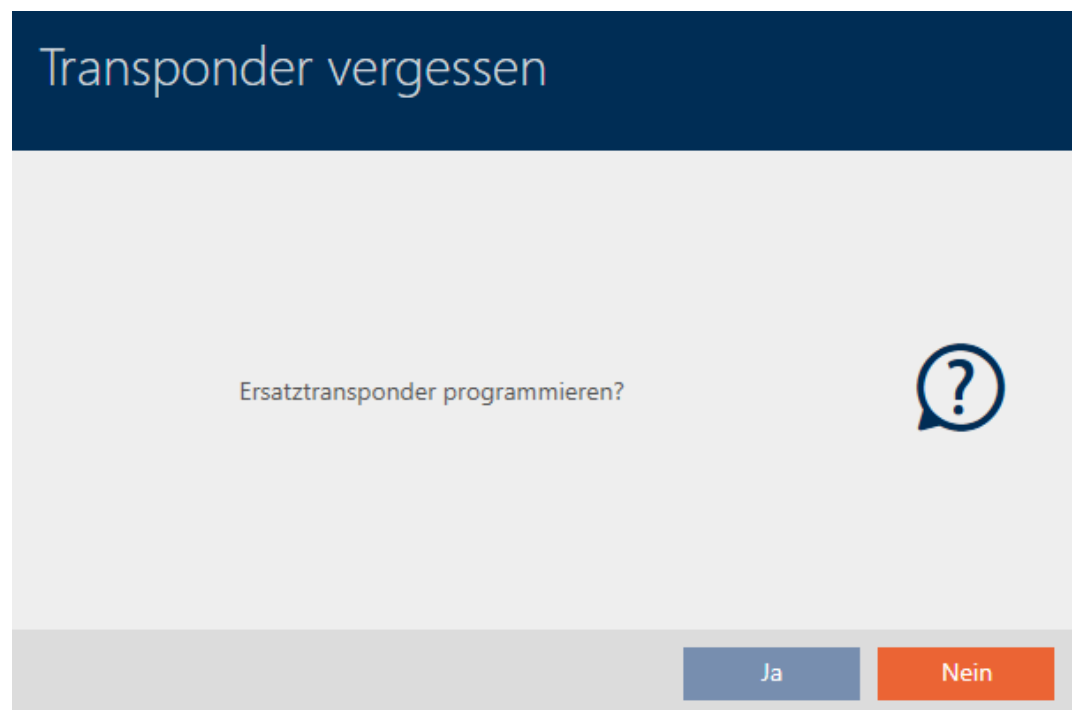 Transponder vergessen
Ersatztransponder programmieren?
?
Ja
Nein